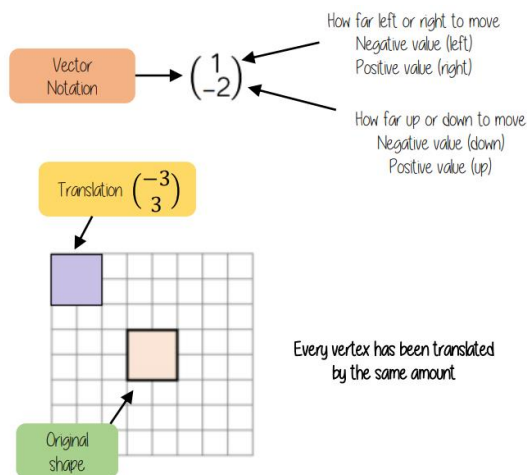 How far left or right to move
Negative value (left)
Positive value (right)
Vector
Notation
(1
-2)
How far up or down to move
Negative value (down)
Positive value (up)
Translation (-3
3)
Every vertex has been translated
by the same amount
Original
shape